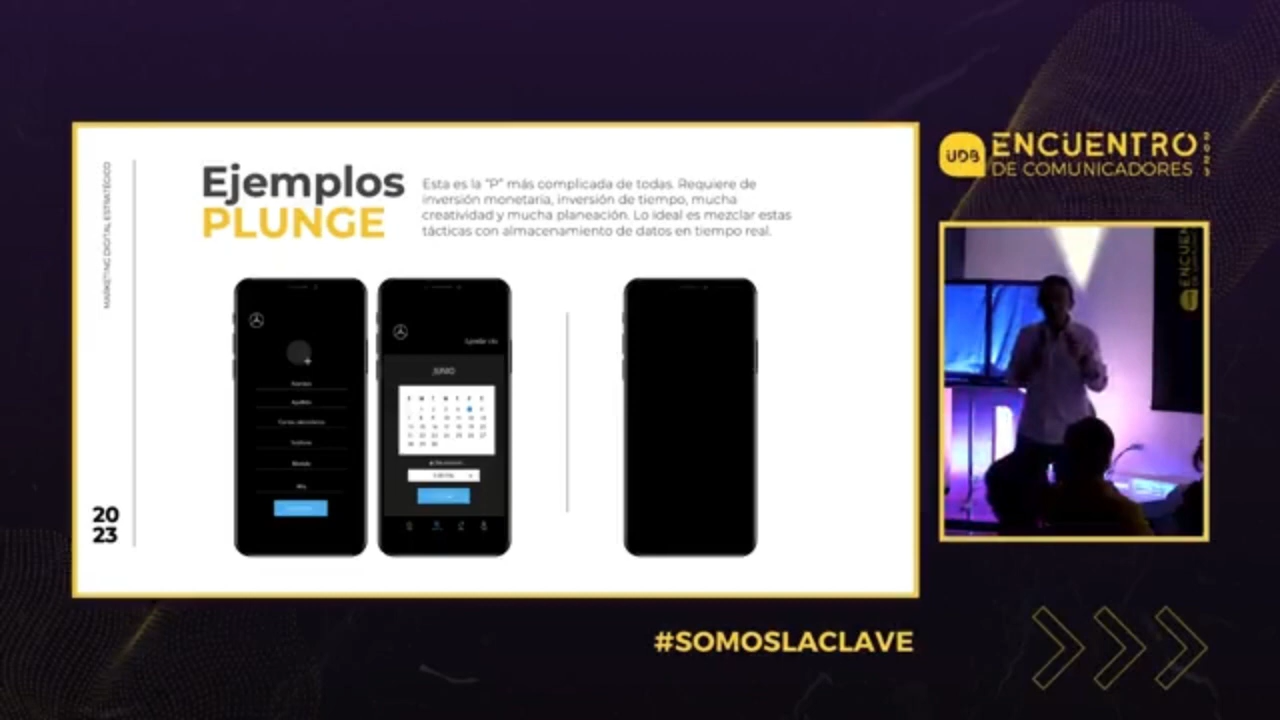 MARKETING DIGITAL ESTRATÉGICO
Ejemplos
PLUNGE
Esta es la "P" más complicada de todas. Requiere de
inversión monetaria, inversión de tiempo, mucha
creatividad y mucha planeación. Lo ideal es mezclar estas
tácticas con almacenamiento de datos en tiempo real.
JUNIO
20
23
UDB
ENCUENTRO
DE COMUNICADORES
2023
#SOMOSLACLAVE